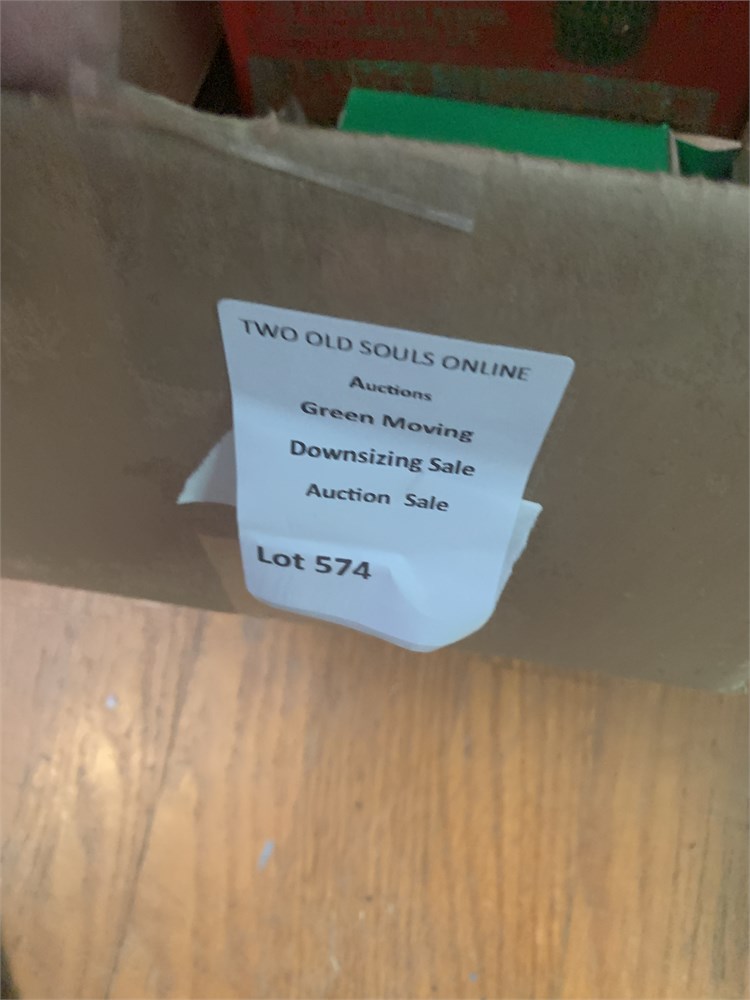 TWO OLD SOULS ONLINE
Auctions
Green Moving
Downsizing Sale
Auction Sale
Lot 574